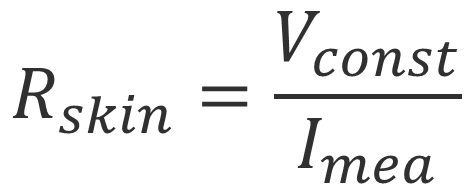 R_skin = V_const / I_mea